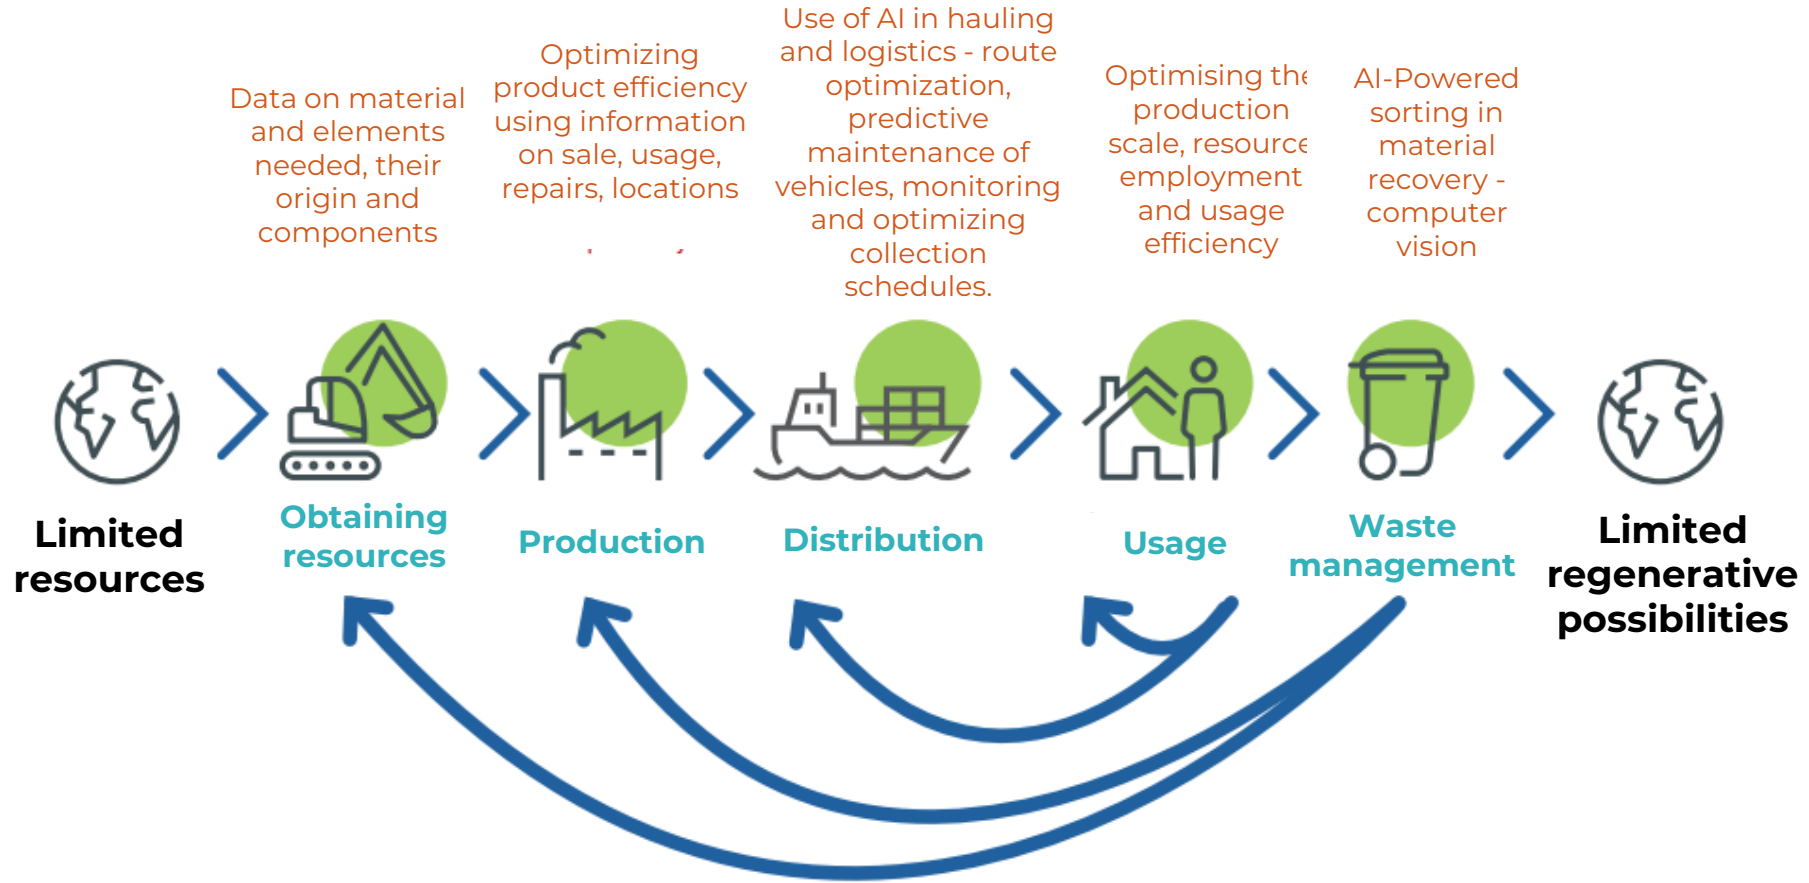 Data on material
and elements
needed, their
origin and
components
Optimizing
product efficiency
using information
on sale, usage,
repairs, locations
Use of AI in hauling
and logistics - route
optimization,
predictive
maintenance of
vehicles, monitoring
and optimizing
collection
schedules.
Optimising the
production
scale, resource
employment
and usage
efficiency
AI-Powered
sorting in
material
recovery -
computer
vision
Limited
resources
Obtaining
resources
Production
Distribution
Usage
Waste
management
Limited
regenerative
possibilities